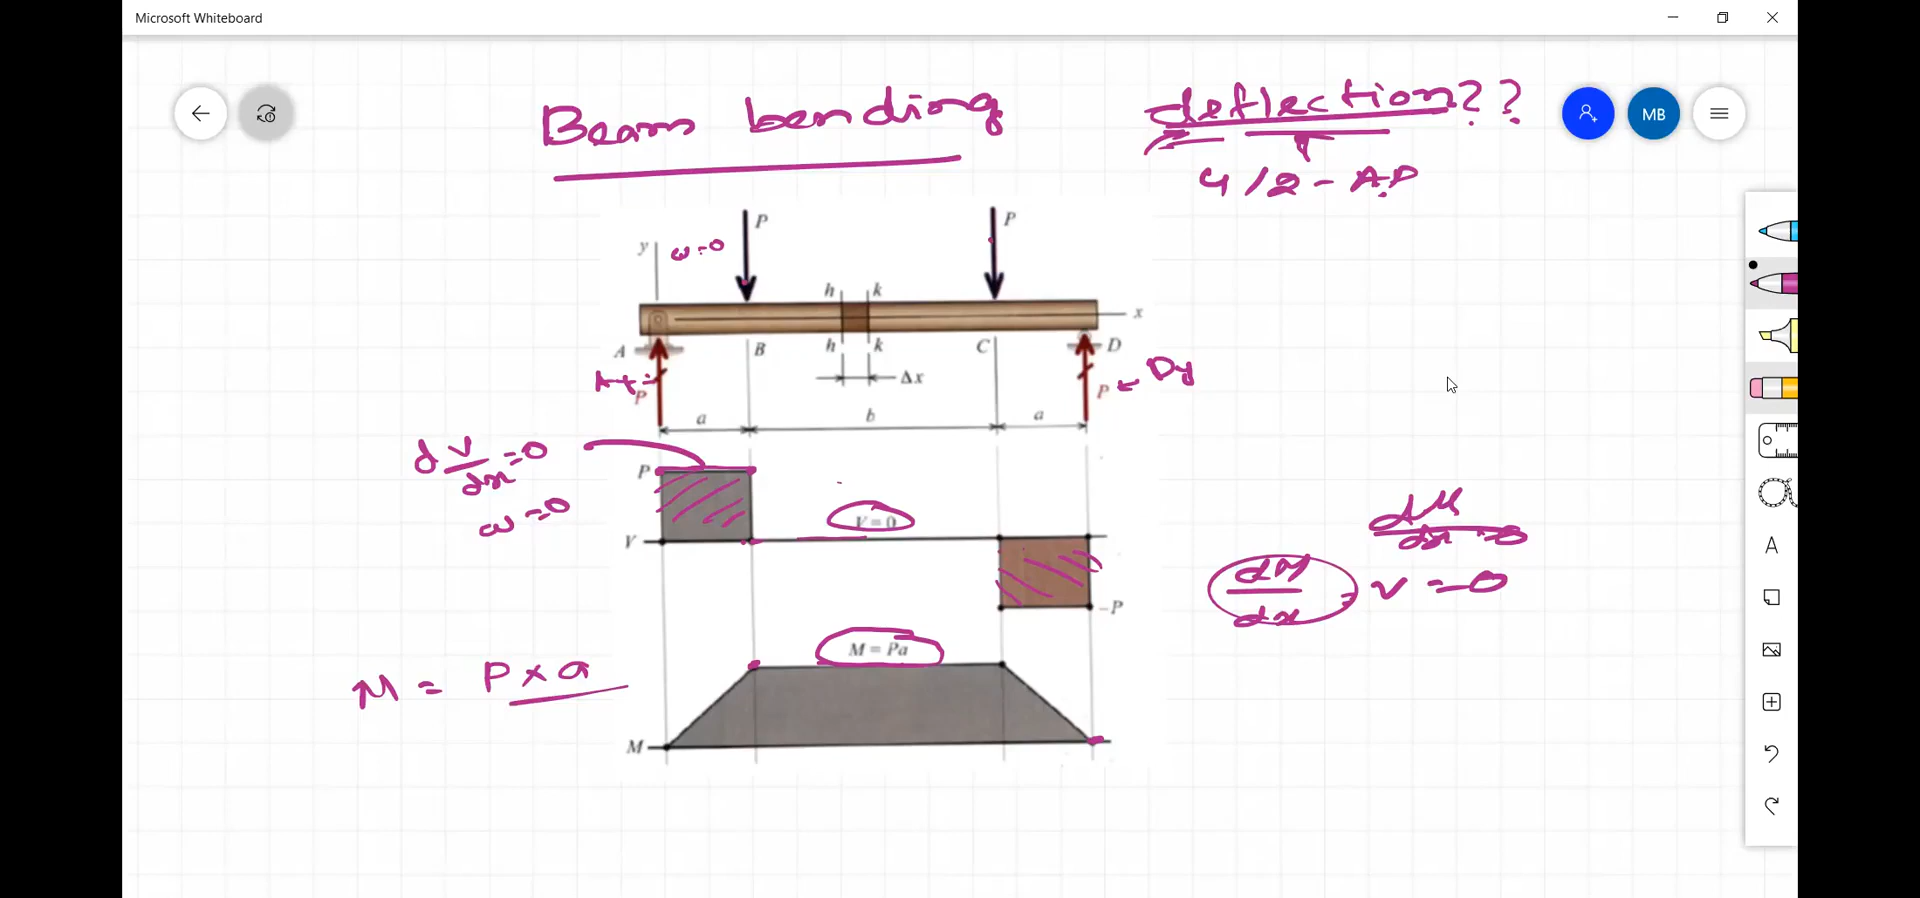 Microsoft Whiteboard
Beam bending
deflection??
4/2 - A.P
MB
P
P
y
w=0
h k
x
A B h k C D
Δx
P
P ← Dy
a b a
dV/dx=0
w=0
P
V=0
V
dM/dx=0
dM/dx = V = 0
-P
M = Pa
M = P x a
M
A